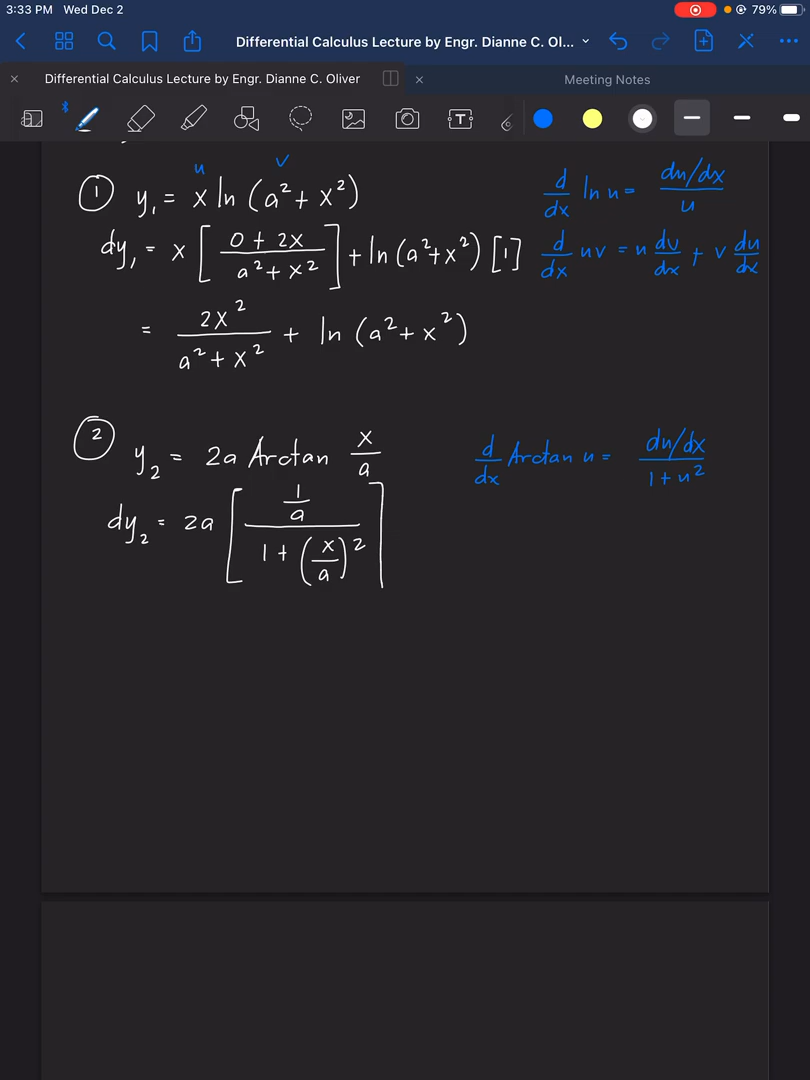 3:33 PM Wed Dec 2 79%
Differential Calculus Lecture by Engr. Dianne C. Ol...
Differential Calculus Lecture by Engr. Dianne C. Oliver Meeting Notes
u v
① y₁ = x ln (a² + x²) d/dx ln u = (du/dx)/u
dy₁ = x [(0 + 2x)/(a² + x²)] + ln (a² + x²) [1] d/dx uv = u dv/dx + v du/dx
= 2x²/(a² + x²) + ln (a² + x²)
② y₂ = 2a Arctan x/a d/dx Arctan u = (du/dx)/(1 + u²)
dy₂ = 2a [(1/a)/(1 + (x/a)²)]